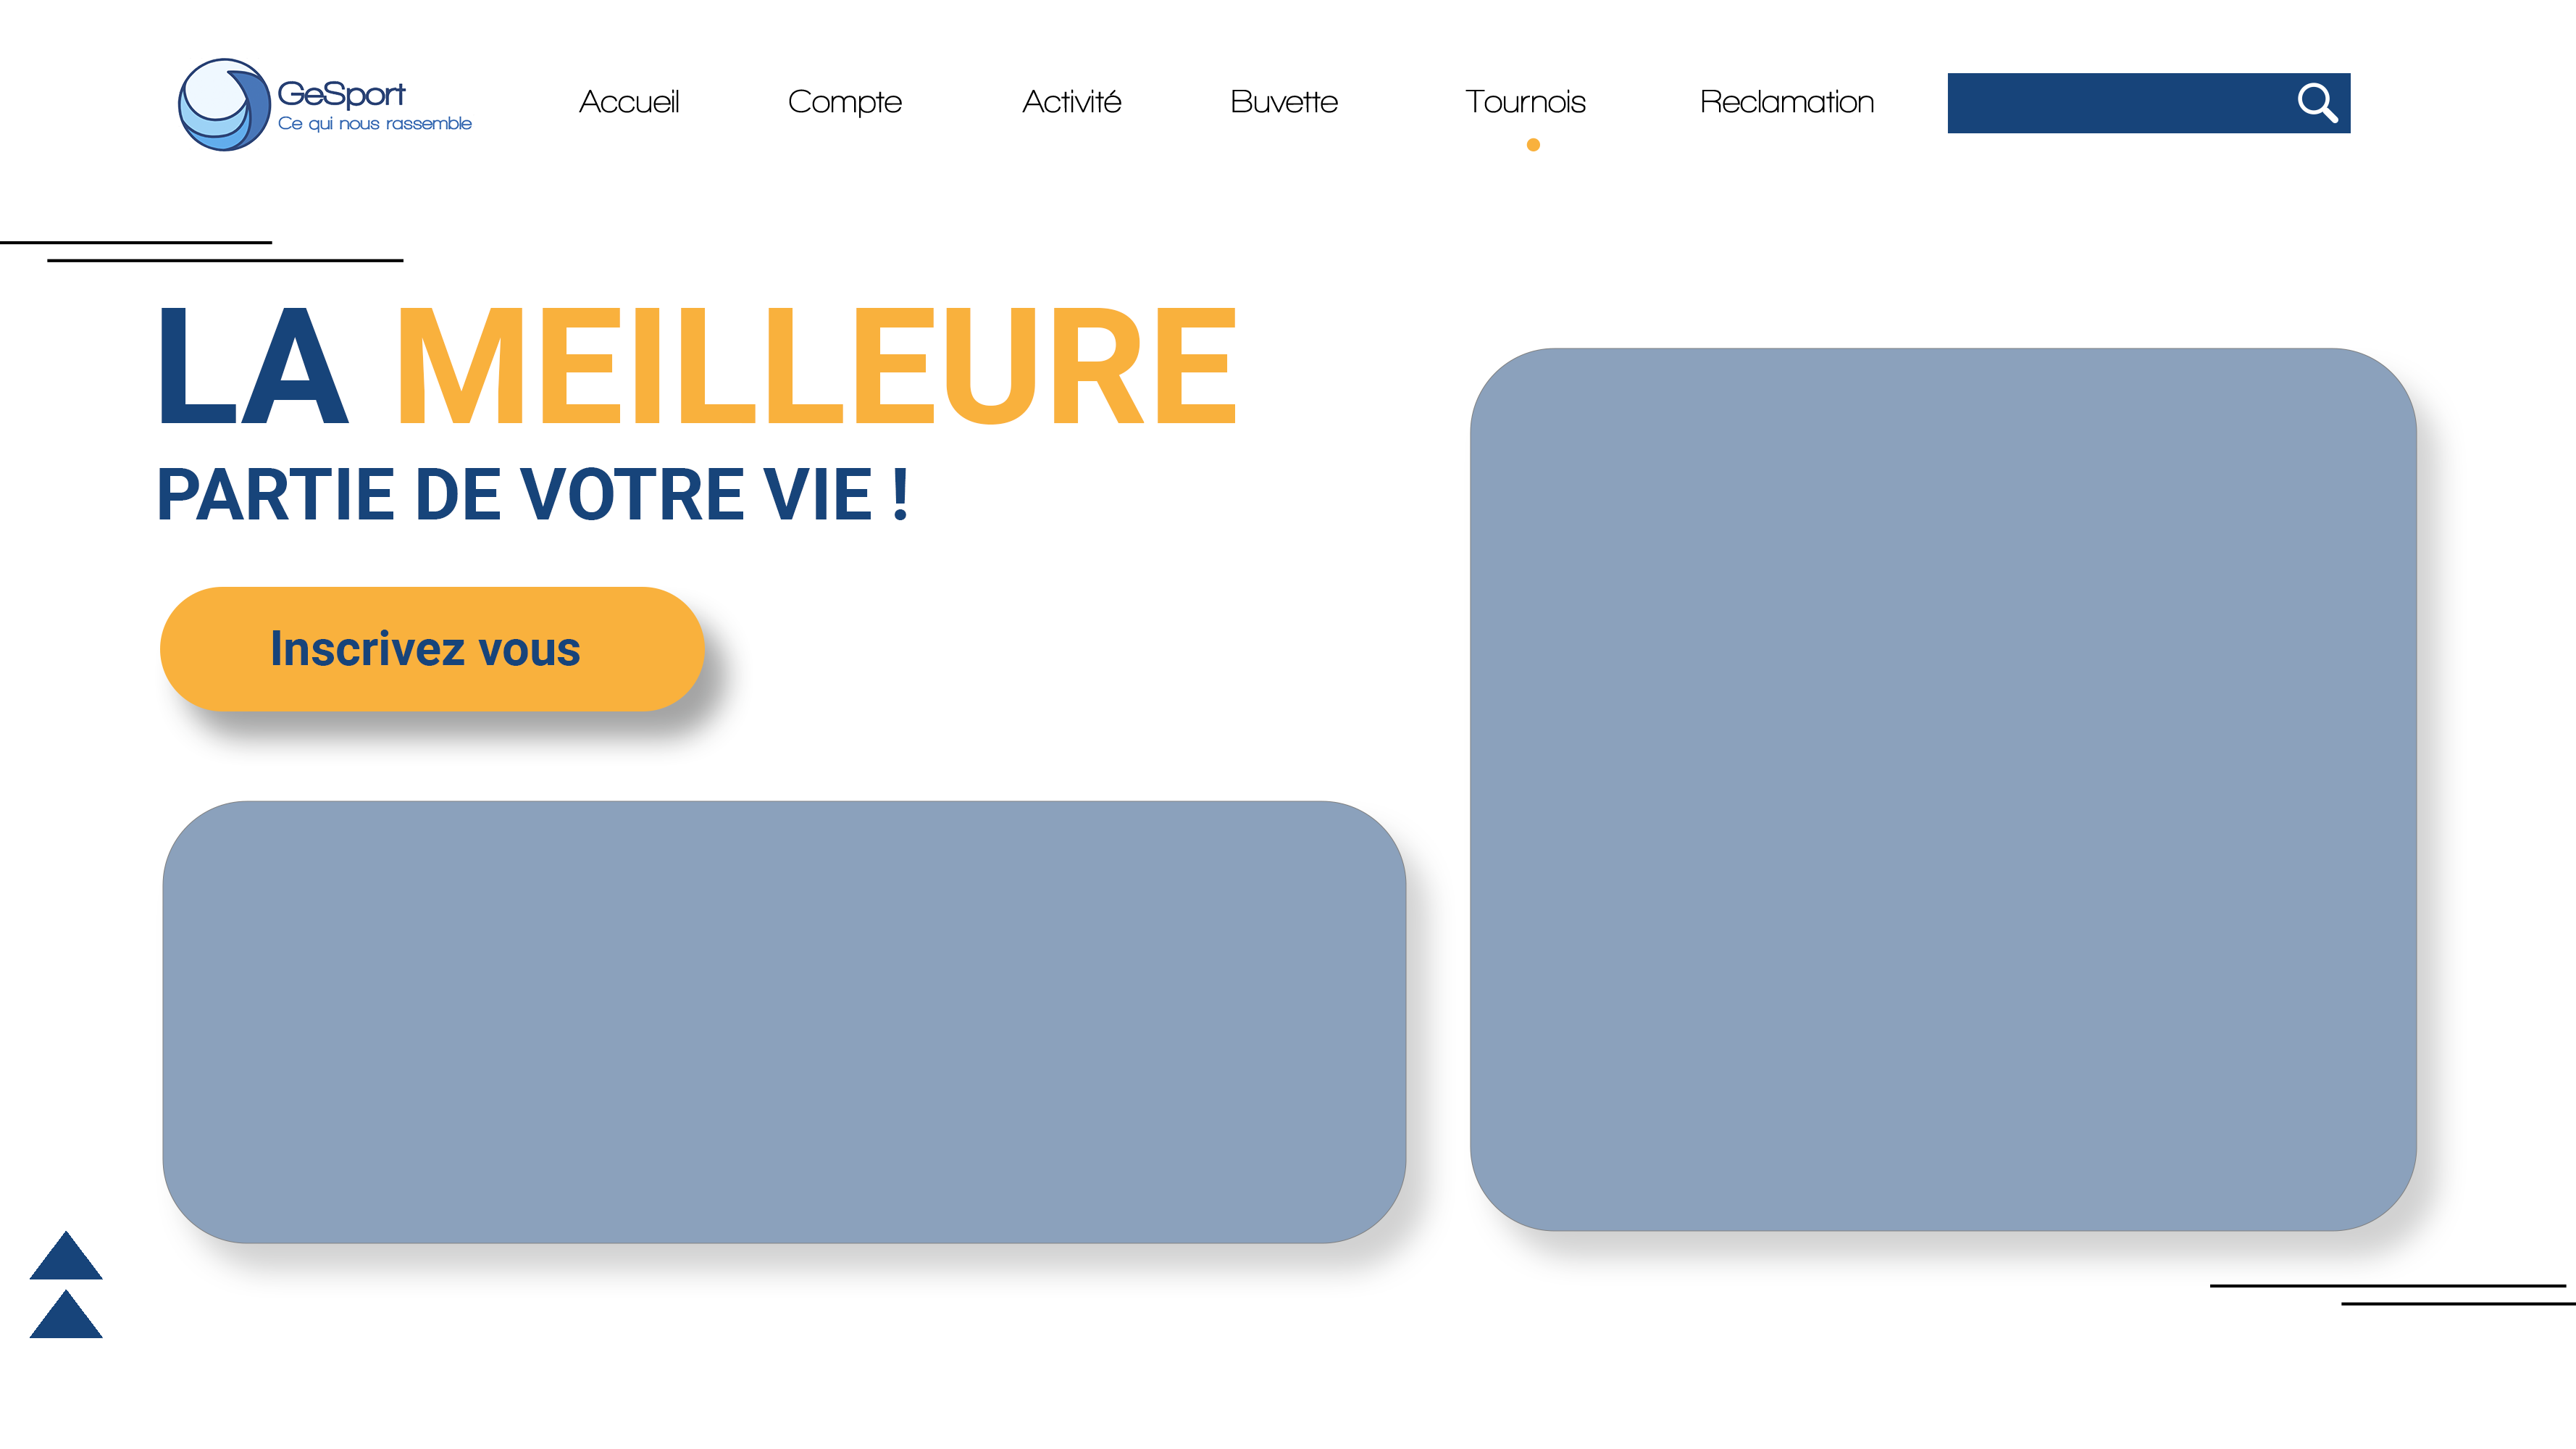 GeSport
Ce qui nous rassemble
Accueil
Compte
Activité
Buvette
Tournois
Reclamation
LA MEILLEURE
PARTIE DE VOTRE VIE !
Inscrivez vous